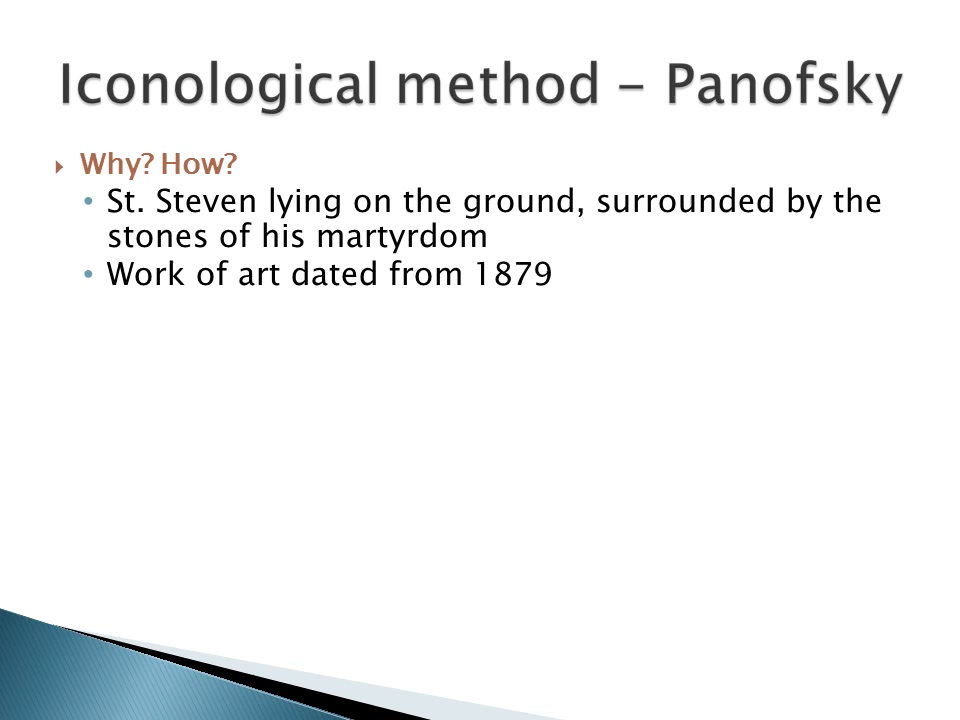 Iconological method - Panofsky
Why? How?
• St. Steven lying on the ground, surrounded by the
stones of his martyrdom
• Work of art dated from 1879